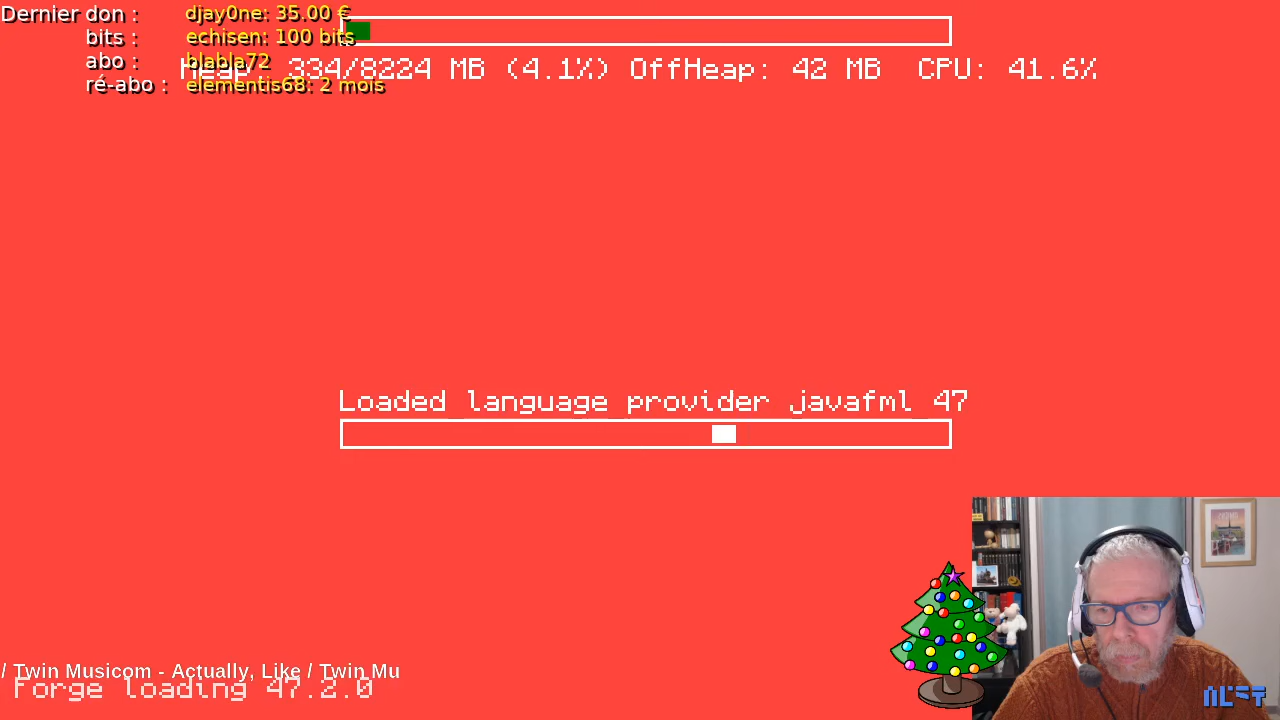 Dernier don : djay0ne: 35.00 €
bits : echisen: 100 bits
abo : blabla72
ré-abo : elementis68: 2 mois
Heap 334/8224 MB (4.1%) OffHeap: 42 MB CPU: 41.6%
Loaded language provider javafml 47
/ Twin Musicom - Actually, Like / Twin Mu
Forge loading 47.2.0